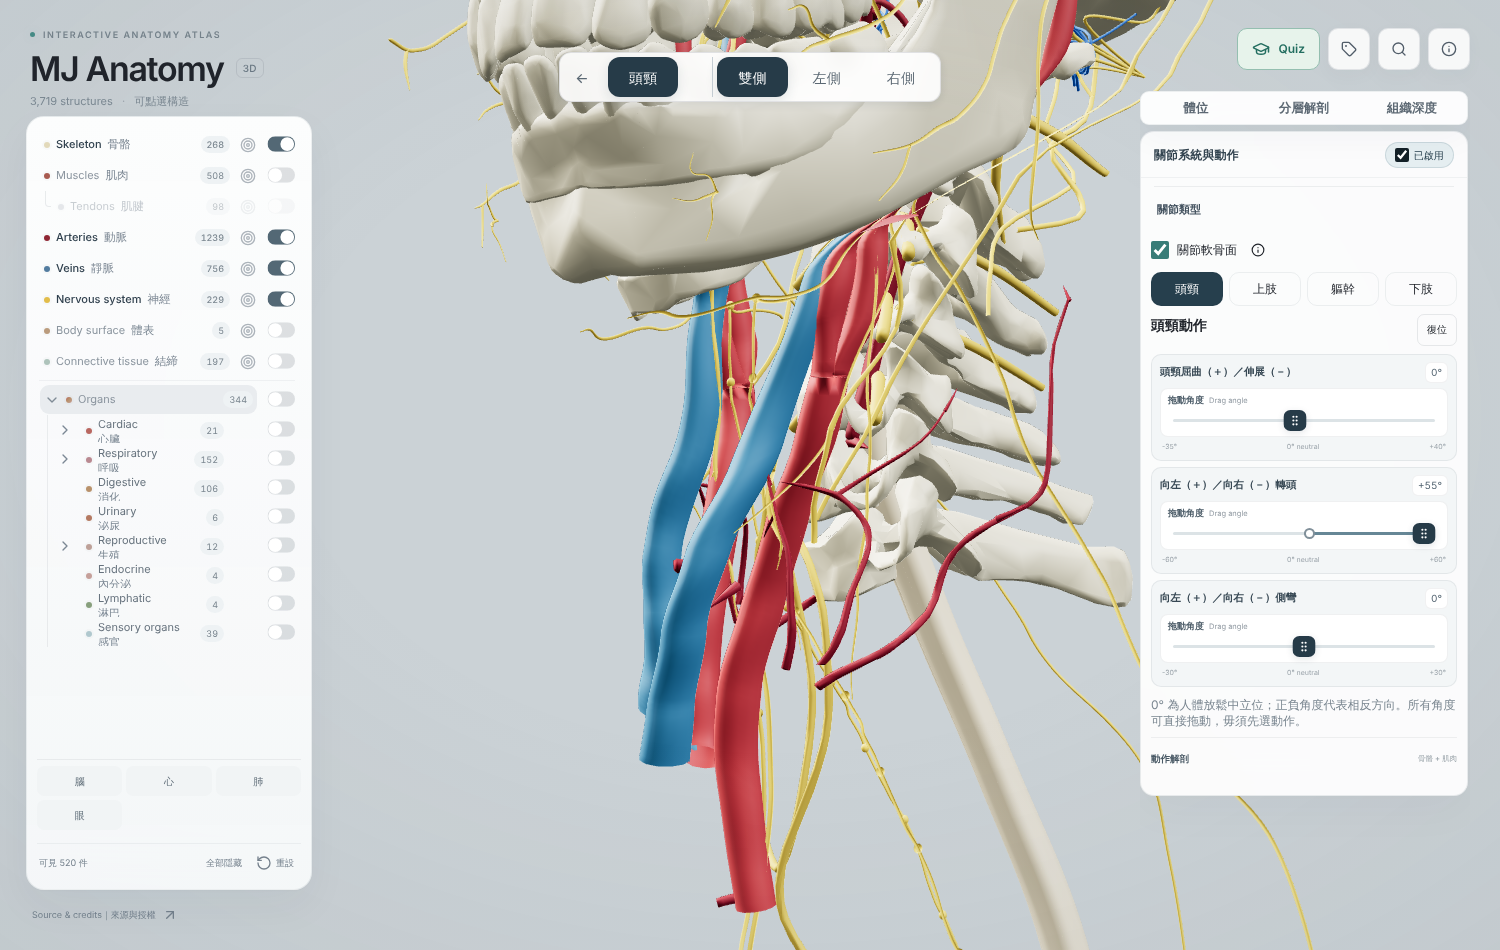 INTERACTIVE ANATOMY ATLAS
MJ Anatomy 3D
3,719 structures · 可點選構造
Skeleton 骨骼 268
Muscles 肌肉 508
Tendons 肌腱 98
Arteries 動脈 1239
Veins 靜脈 756
Nervous system 神經 229
Body surface 體表 5
Connective tissue 結締 197
Organs 344
Cardiac 21
心臟
Respiratory 152
呼吸
Digestive 106
消化
Urinary 6
泌尿
Reproductive 12
生殖
Endocrine 4
內分泌
Lymphatic 4
淋巴
Sensory organs 39
感官
腦 心 肺
眼
可見 520 件 全部隱藏 重設
Source & credits | 來源與授權
頭頸 雙側 左側 右側
Quiz
體位 分層解剖 組織深度
關節系統與動作 已啟用
關節類型
關節軟骨面
頭頸 上肢 軀幹 下肢
頭頸動作 復位
頭頸屈曲（＋）／伸展（－） 0°
拖動角度 Drag angle
-35° 0° neutral +40°
向左（＋）／向右（－）轉頭 +55°
拖動角度 Drag angle
-60° 0° neutral +60°
向左（＋）／向右（－）側彎 0°
拖動角度 Drag angle
-30° 0° neutral +30°
0° 為人體放鬆中立位；正負角度代表相反方向。所有角度
可直接拖動，毋須先選動作。
動作解剖 骨骼 + 肌肉